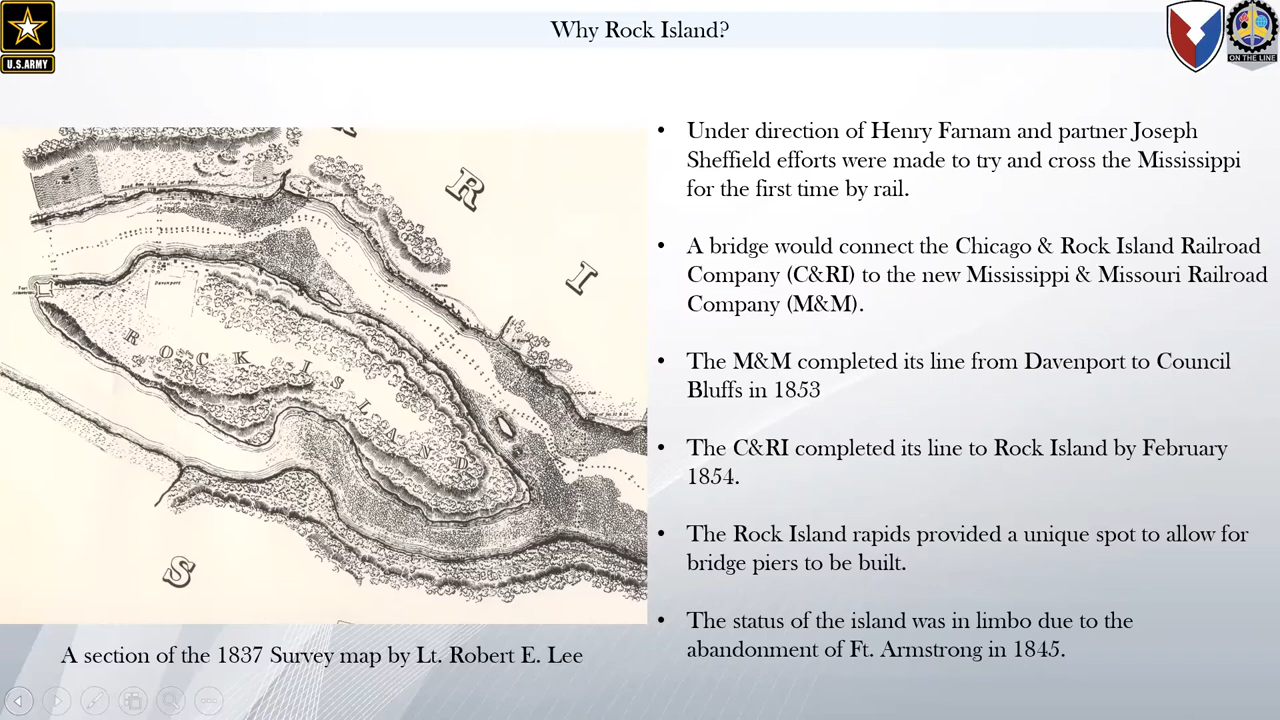 Why Rock Island?
U.S.ARMY
ON THE LINE
• Under direction of Henry Farnam and partner Joseph
Sheffield efforts were made to try and cross the Mississippi
for the first time by rail.
• A bridge would connect the Chicago & Rock Island Railroad
Company (C&RI) to the new Mississippi & Missouri Railroad
Company (M&M).
• The M&M completed its line from Davenport to Council
Bluffs in 1853
• The C&RI completed its line to Rock Island by February
1854.
• The Rock Island rapids provided a unique spot to allow for
bridge piers to be built.
• The status of the island was in limbo due to the
abandonment of Ft. Armstrong in 1845.
R
I
Davenport
ROCK ISLAND
S
A section of the 1837 Survey map by Lt. Robert E. Lee